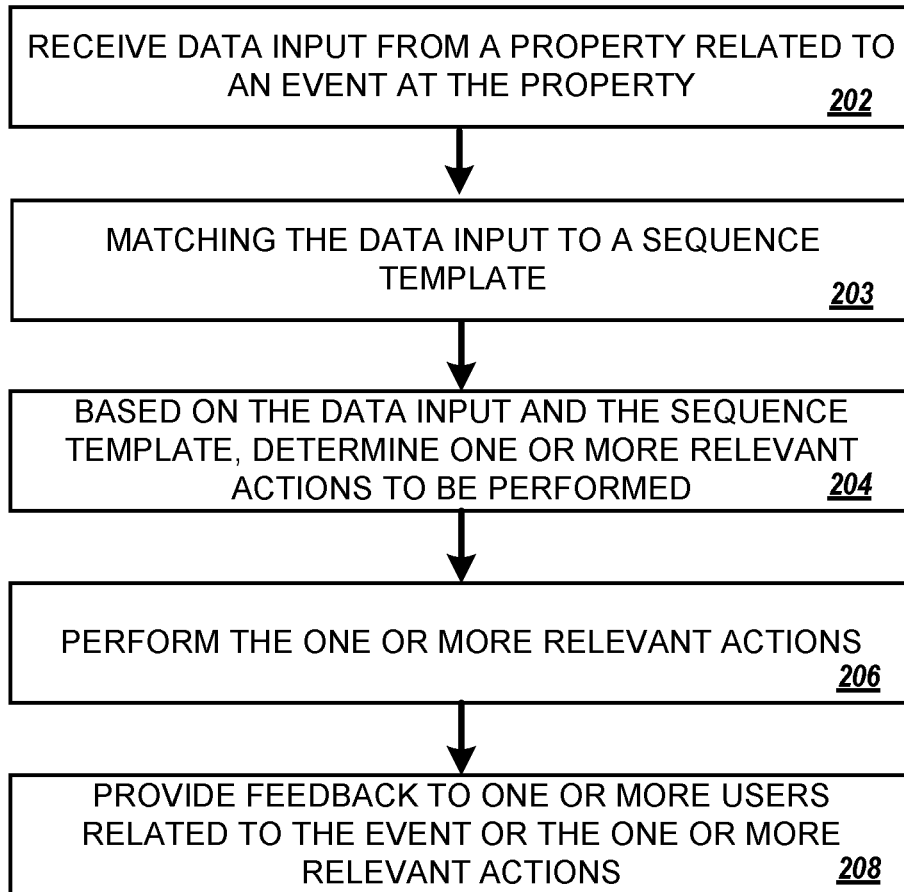 RECEIVE DATA INPUT FROM A PROPERTY RELATED TO
AN EVENT AT THE PROPERTY
202
MATCHING THE DATA INPUT TO A SEQUENCE
TEMPLATE
203
BASED ON THE DATA INPUT AND THE SEQUENCE
TEMPLATE, DETERMINE ONE OR MORE RELEVANT
ACTIONS TO BE PERFORMED
204
PERFORM THE ONE OR MORE RELEVANT ACTIONS
206
PROVIDE FEEDBACK TO ONE OR MORE USERS
RELATED TO THE EVENT OR THE ONE OR MORE
RELEVANT ACTIONS
208